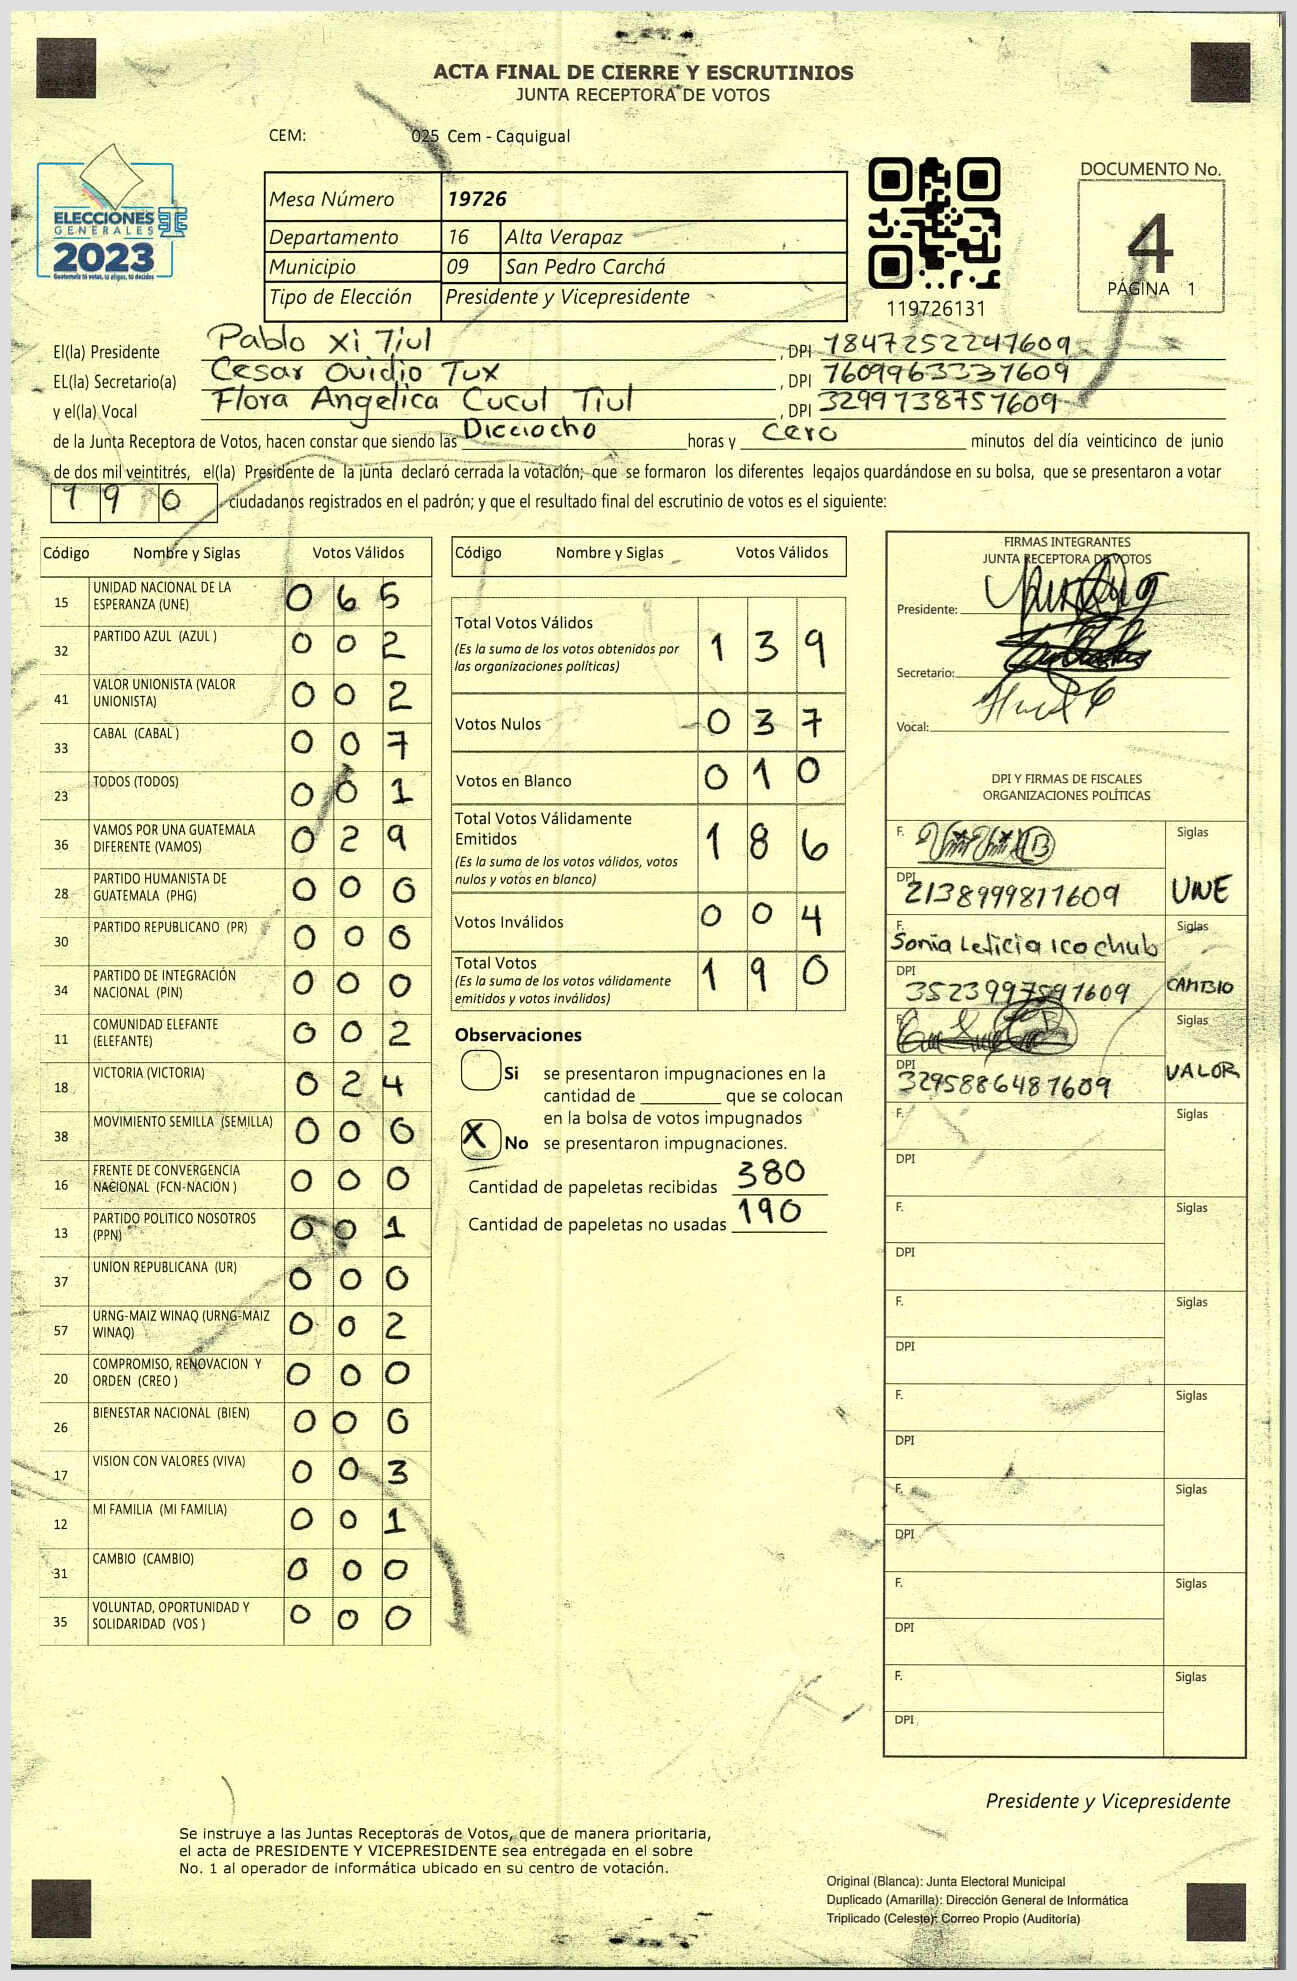 ACTA FINAL DE CIERRE Y ESCRUTINIOS
JUNTA RECEPTORA DE VOTOS
CEM: 025 Cem - Caquigual
ELECCIONES
GENERALES
2023
Guatemala tú votas, tú eliges, tú decides
Mesa Número 19726
Departamento 16 Alta Verapaz
Municipio 09 San Pedro Carchá
Tipo de Elección Presidente y Vicepresidente
119726131
DOCUMENTO No.
4
PÁGINA 1
El(la) Presidente Pablo Xi Tiul , DPI 1847252241609
EL(la) Secretario(a) Cesar Ovidio Tux , DPI 1609963331609
y el(la) Vocal Flora Angelica Cucul Tiul , DPI 3299738751609
de la Junta Receptora de Votos, hacen constar que siendo las Dicciocho horas y cero minutos del día veinticinco de junio
de dos mil veintitrés, el(la) Presidente de la junta declaró cerrada la votación; que se formaron los diferentes legajos guardándose en su bolsa, que se presentaron a votar
190 ciudadanos registrados en el padrón; y que el resultado final del escrutinio de votos es el siguiente:
Código Nombre y Siglas Votos Válidos
15 UNIDAD NACIONAL DE LA ESPERANZA (UNE) 0 6 5
32 PARTIDO AZUL (AZUL ) 0 0 2
41 VALOR UNIONISTA (VALOR UNIONISTA) 0 0 2
33 CABAL (CABAL ) 0 0 7
23 TODOS (TODOS) 0 0 1
36 VAMOS POR UNA GUATEMALA DIFERENTE (VAMOS) 0 2 9
28 PARTIDO HUMANISTA DE GUATEMALA (PHG) 0 0 0
30 PARTIDO REPUBLICANO (PR) 0 0 0
34 PARTIDO DE INTEGRACIÓN NACIONAL (PIN) 0 0 0
11 COMUNIDAD ELEFANTE (ELEFANTE) 0 0 2
18 VICTORIA (VICTORIA) 0 2 4
38 MOVIMIENTO SEMILLA (SEMILLA) 0 0 0
16 FRENTE DE CONVERGENCIA NACIONAL (FCN-NACION ) 0 0 0
13 PARTIDO POLITICO NOSOTROS (PPN) 0 0 1
37 UNION REPUBLICANA (UR) 0 0 0
57 URNG-MAIZ WINAQ (URNG-MAIZ WINAQ) 0 0 2
20 COMPROMISO, RENOVACION Y ORDEN (CREO ) 0 0 0
26 BIENESTAR NACIONAL (BIEN) 0 0 0
17 VISION CON VALORES (VIVA) 0 0 3
12 MI FAMILIA (MI FAMILIA) 0 0 1
31 CAMBIO (CAMBIO) 0 0 0
35 VOLUNTAD, OPORTUNIDAD Y SOLIDARIDAD (VOS ) 0 0 0
Código Nombre y Siglas Votos Válidos
Total Votos Válidos 1 3 9
(Es la suma de los votos obtenidos por
las organizaciones políticas)
Votos Nulos 0 3 7
Votos en Blanco 0 1 0
Total Votos Válidamente
Emitidos 1 8 6
(Es la suma de los votos válidos, votos
nulos y votos en blanco)
Votos Inválidos 0 0 4
Total Votos 1 9 0
(Es la suma de los votos válidamente
emitidos y votos inválidos)
Observaciones
Si se presentaron impugnaciones en la
cantidad de ________ que se colocan
en la bolsa de votos impugnados
X No se presentaron impugnaciones.
Cantidad de papeletas recibidas 380
Cantidad de papeletas no usadas 190
FIRMAS INTEGRANTES
JUNTA RECEPTORA DE VOTOS
Presidente:
Secretario:
Vocal:
DPI Y FIRMAS DE FISCALES
ORGANIZACIONES POLÍTICAS
F. Siglas
DPI 2138999811609 UNE
F. Sonia Leticia Ico chub Siglas
DPI 3523997591609 CAMBIO
F. Siglas
DPI 3295886481609 VALOR
F. Siglas
DPI
F. Siglas
DPI
F. Siglas
DPI
F. Siglas
DPI
F. Siglas
DPI
F. Siglas
DPI
F. Siglas
DPI
Presidente y Vicepresidente
Se instruye a las Juntas Receptoras de Votos, que de manera prioritaria,
el acta de PRESIDENTE Y VICEPRESIDENTE sea entregada en el sobre
No. 1 al operador de informática ubicado en su centro de votación.
Original (Blanca): Junta Electoral Municipal
Duplicado (Amarilla): Dirección General de Informática
Triplicado (Celeste): Correo Propio (Auditoría)